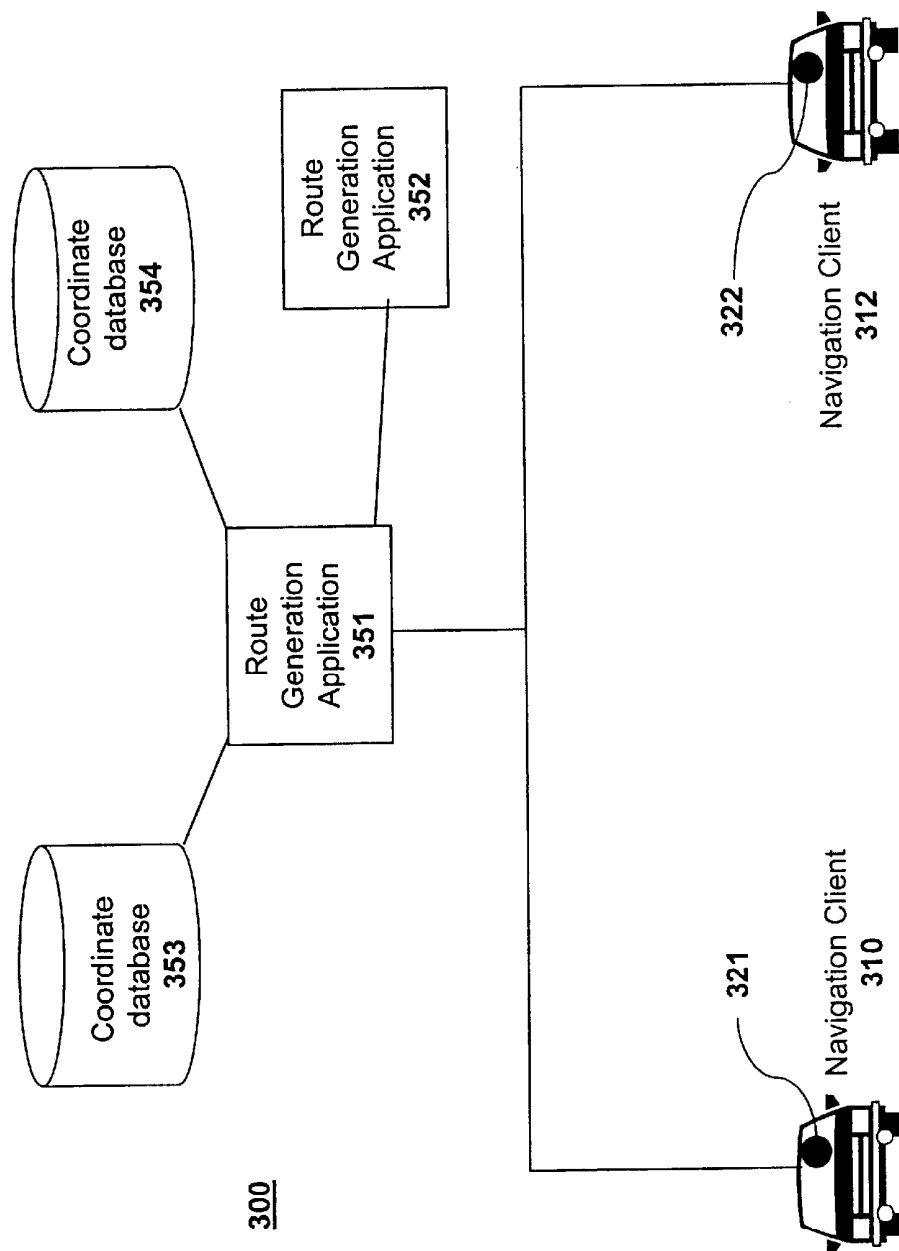 300
Coordinate
database
353
Coordinate
database
354
Route
Generation
Application
351
Route
Generation
Application
352
321
Navigation Client
310
322
Navigation Client
312